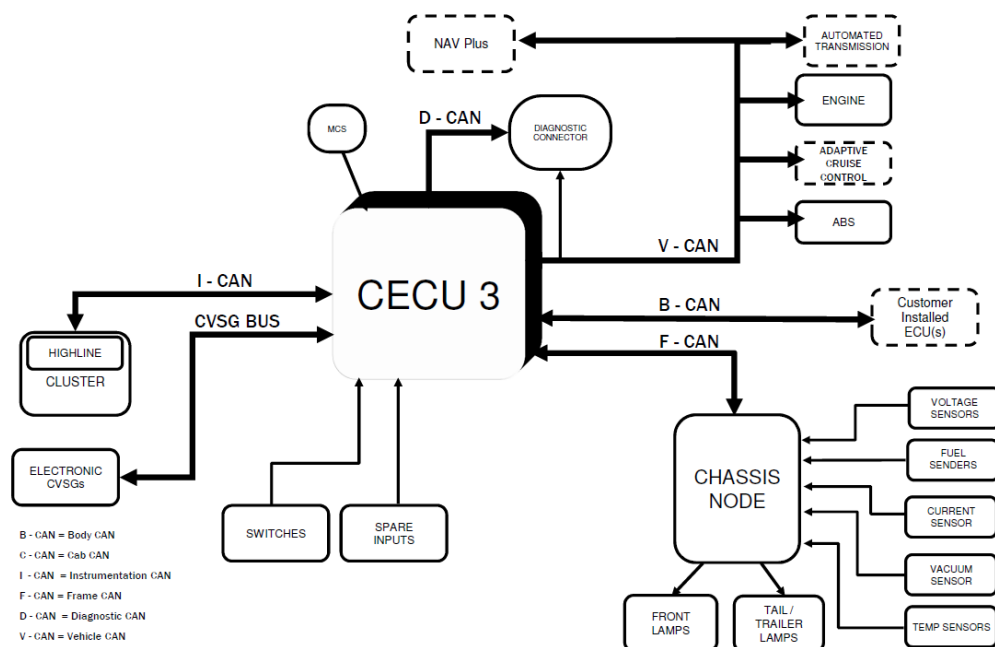 NAV Plus
AUTOMATED
TRANSMISSION
ENGINE
MCS
D - CAN
DIAGNOSTIC
CONNECTOR
ADAPTIVE
CRUISE
CONTROL
ABS
V - CAN
I - CAN
CECU 3
B - CAN
Customer
Installed
ECU(s)
CVSG BUS
F - CAN
HIGHLINE
CLUSTER
VOLTAGE
SENSORS
ELECTRONIC
CVSGs
FUEL
SENDERS
CHASSIS
NODE
SWITCHES
SPARE
INPUTS
CURRENT
SENSOR
VACUUM
SENSOR
FRONT
LAMPS
TAIL /
TRAILER
LAMPS
TEMP SENSORS
B - CAN = Body CAN
C - CAN = Cab CAN
I - CAN = Instrumentation CAN
F - CAN = Frame CAN
D - CAN = Diagnostic CAN
V - CAN = Vehicle CAN